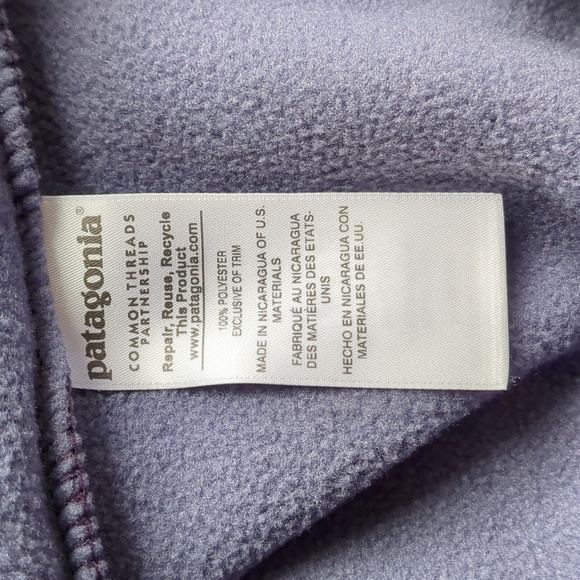 patagonia®
COMMON THREADS
PARTNERSHIP
Repair, Reuse, Recycle
This Product
www.patagonia.com
100% POLYESTER
EXCLUSIVE OF TRIM
MADE IN NICARAGUA OF U.S.
MATERIALS
FABRIQUÉ AU NICARAGUA
DES MATIÈRES DES ETATS-
UNIS
HECHO EN NICARAGUA CON
MATERIALES DE EE.UU.